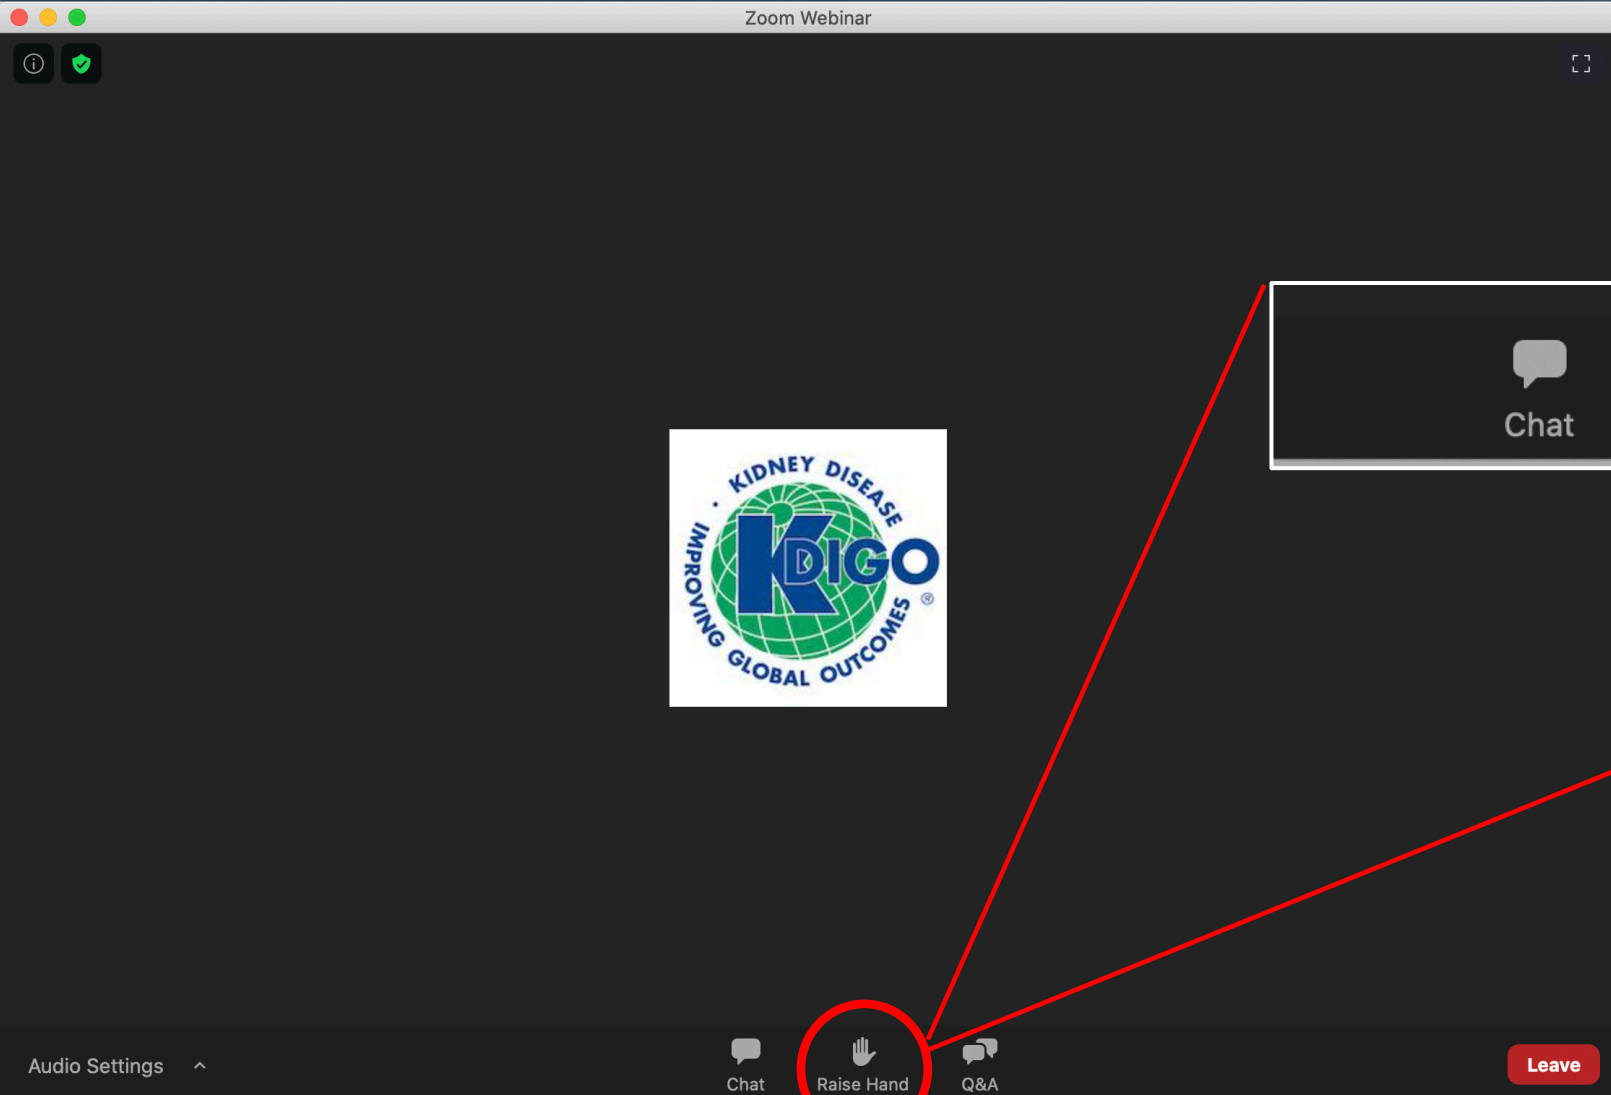 Zoom Webinar
Chat
KIDNEY DISEASE
KDIGO
®
IMPROVING GLOBAL OUTCOMES
Audio Settings
Chat
Raise Hand
Q&A
Leave